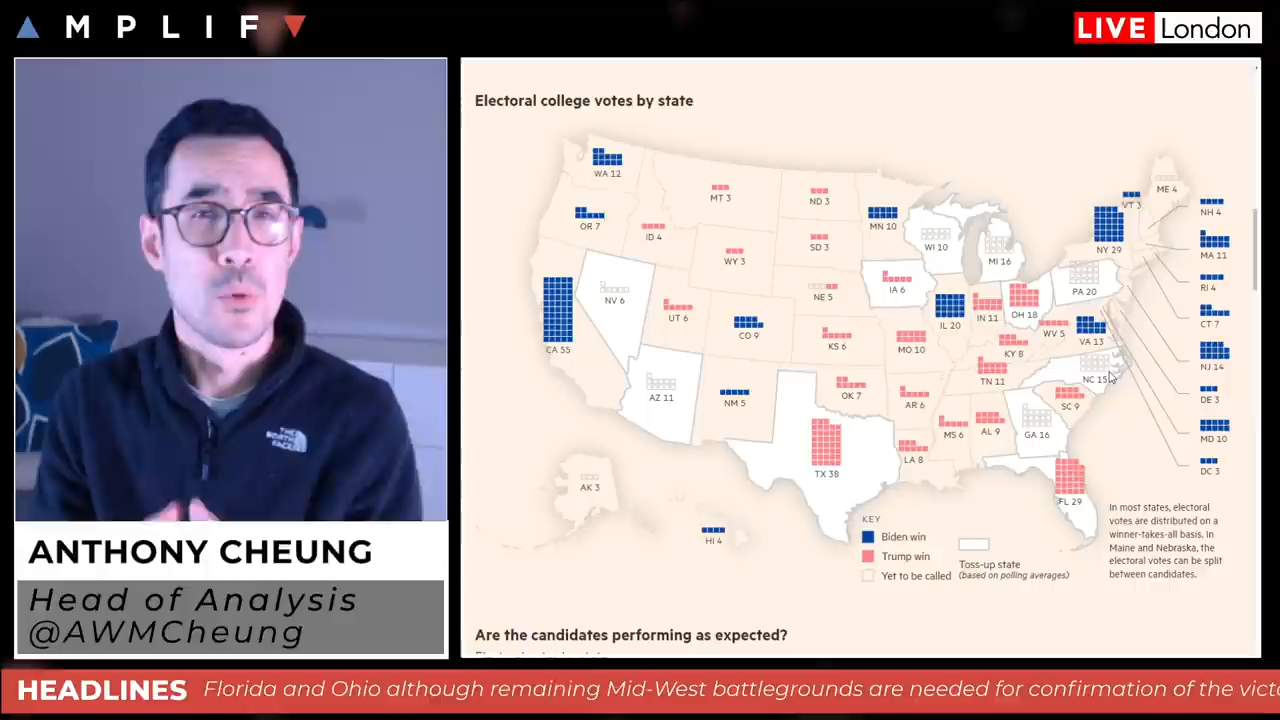 AMPLIFY
LIVE London
Electoral college votes by state
WA 12
OR 7
CA 55
NV 6
ID 4
MT 3
WY 3
UT 6
CO 9
AZ 11
NM 5
ND 3
SD 3
NE 5
KS 6
OK 7
TX 38
MN 10
IA 6
MO 10
AR 6
LA 8
WI 10
IL 20
MI 16
IN 11
OH 18
KY 8
TN 11
MS 6
AL 9
GA 16
FL 29
SC 9
NC 15
WV 5
VA 13
PA 20
NY 29
VT 3
ME 4
NH 4
MA 11
RI 4
CT 7
NJ 14
DE 3
MD 10
DC 3
AK 3
HI 4
KEY
Biden win
Trump win
Yet to be called
Toss-up state
(based on polling averages)
In most states, electoral
votes are distributed on a
winner-takes-all basis. In
Maine and Nebraska, the
electoral votes can be split
between candidates.
Are the candidates performing as expected?
THE NORTH FACE
ANTHONY CHEUNG
Head of Analysis
@AWMCheung
HEADLINES Florida and Ohio although remaining Mid-West battlegrounds are needed for confirmation of the victo